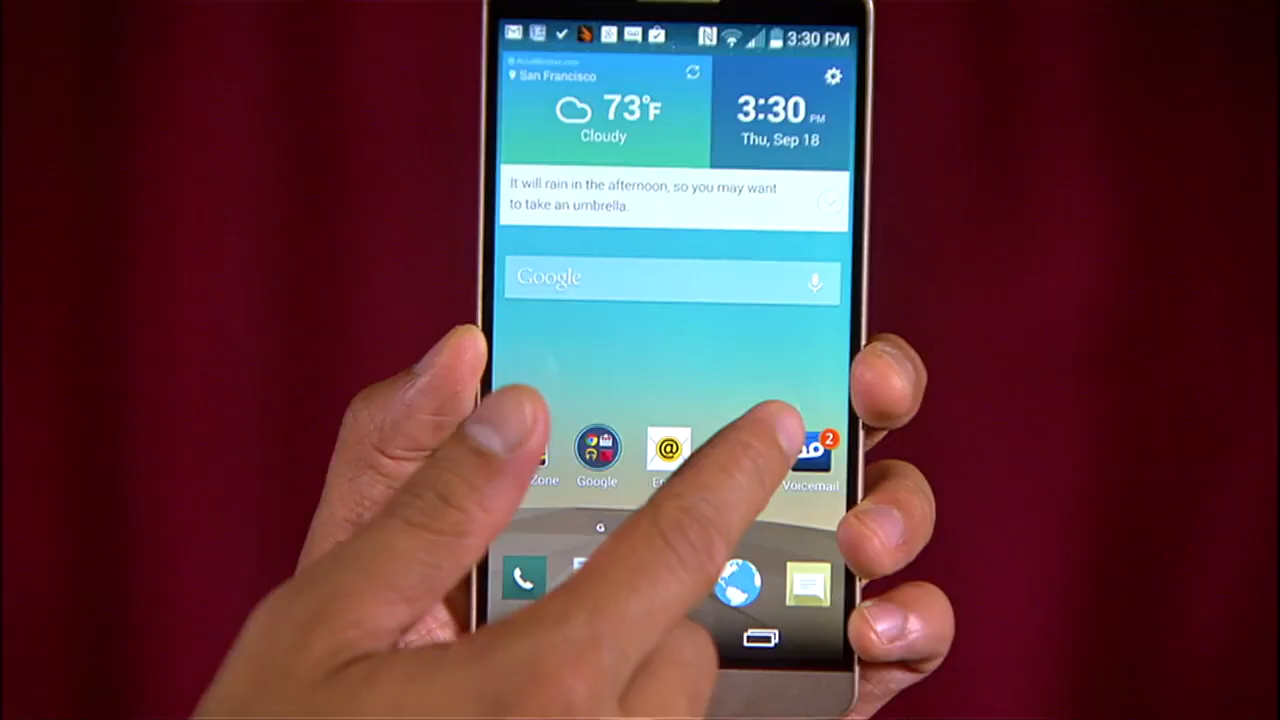 3:30 PM
San Francisco
73°F
Cloudy
3:30 PM
Thu, Sep 18
It will rain in the afternoon, so you may want
to take an umbrella.
Google
Zone
Google
@
2
Voicemail
G